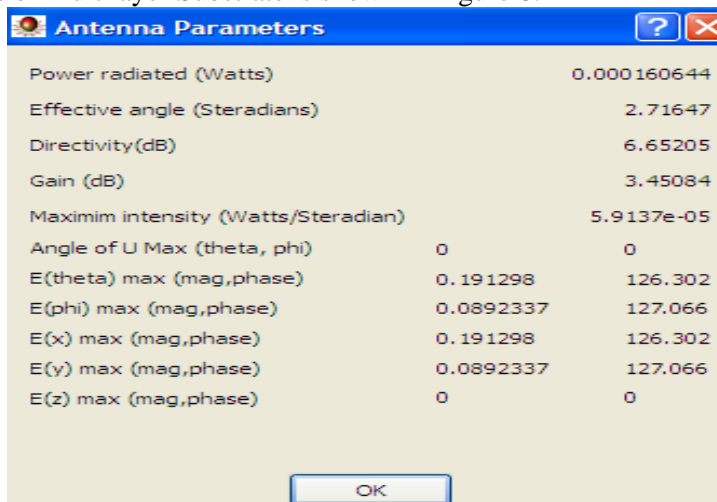 Antenna Parameters
Power radiated (Watts) 0.000160644
Effective angle (Steradians) 2.71647
Directivity(dB) 6.65205
Gain (dB) 3.45084
Maximim intensity (Watts/Steradian) 5.9137e-05
Angle of U Max (theta, phi) 0 0
E(theta) max (mag,phase) 0.191298 126.302
E(phi) max (mag,phase) 0.0892337 127.066
E(x) max (mag,phase) 0.191298 126.302
E(y) max (mag,phase) 0.0892337 127.066
E(z) max (mag,phase) 0 0
OK